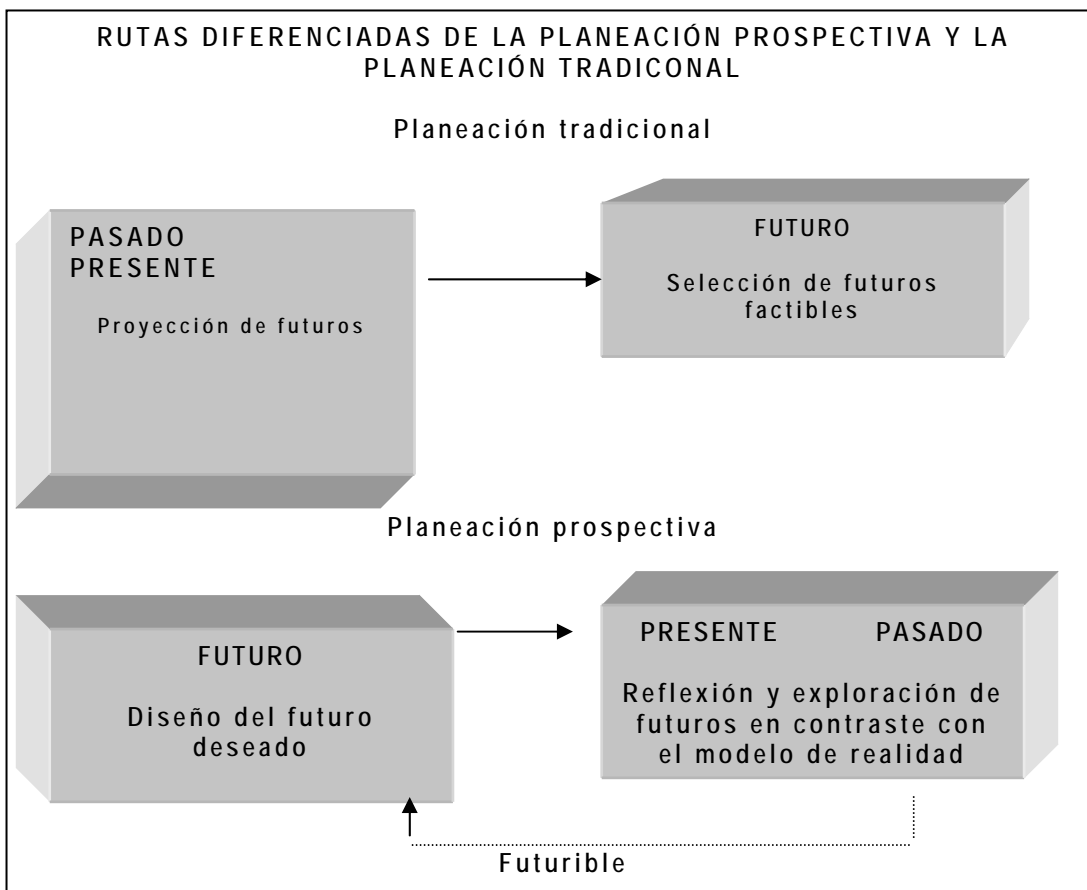 RUTAS DIFERENCIADAS DE LA PLANEACIÓN PROSPECTIVA Y LA
PLANEACIÓN TRADICONAL
Planeación tradicional
PASADO
PRESENTE
Proyección de futuros
FUTURO
Selección de futuros
factibles
Planeación prospectiva
FUTURO
Diseño del futuro
deseado
PRESENTE PASADO
Reflexión y exploración de
futuros en contraste con
el modelo de realidad
Futurible